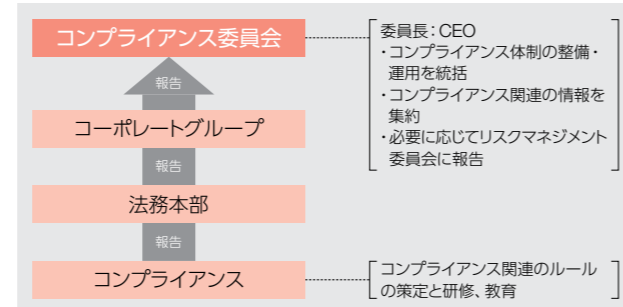 コンプライアンス委員会
委員長：CEO
・コンプライアンス体制の整備・
運用を統括
・コンプライアンス関連の情報を
集約
・必要に応じてリスクマネジメント
委員会に報告
報告
コーポレートグループ
報告
法務本部
報告
コンプライアンス
コンプライアンス関連のルール
の策定と研修、教育